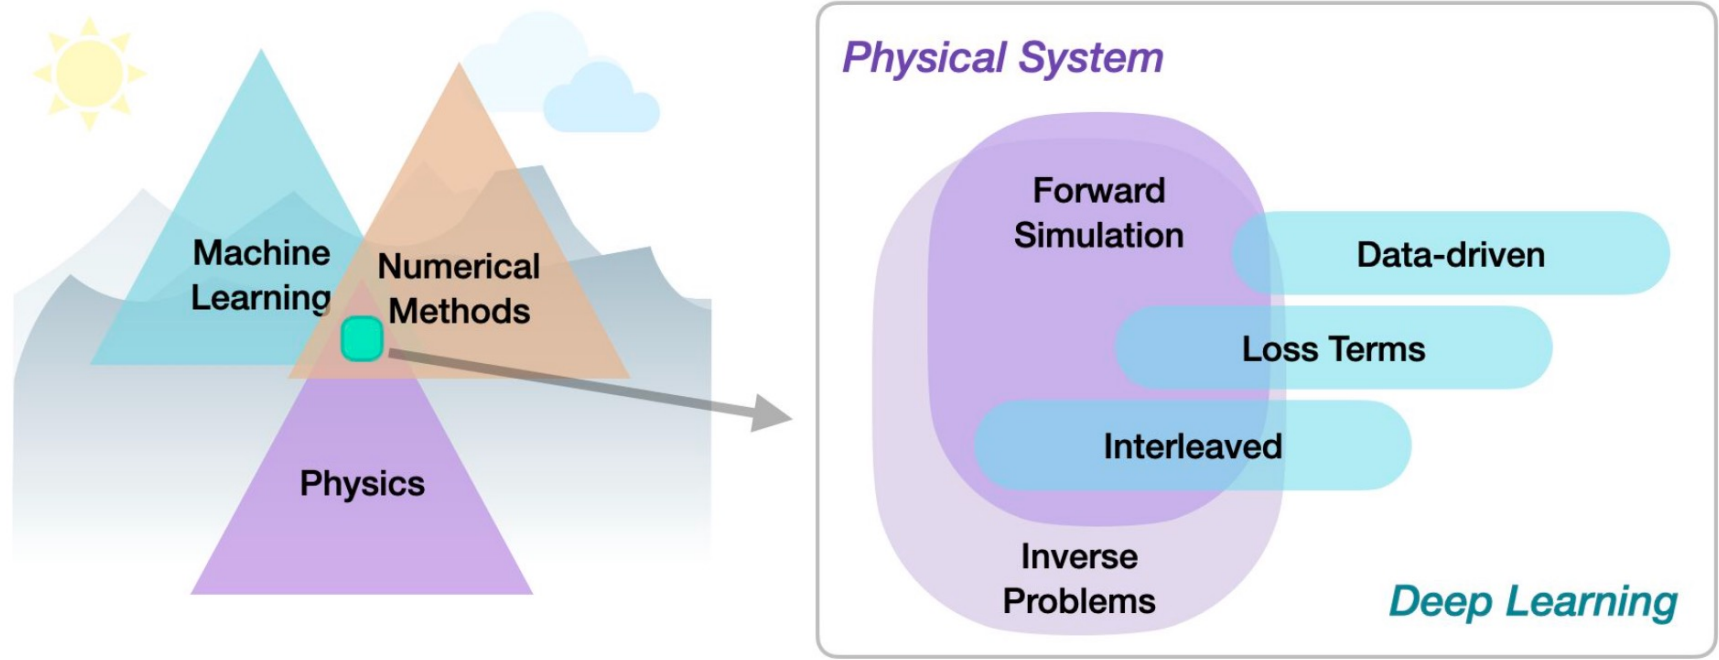 Machine
Learning
Numerical
Methods
Physics
Physical System
Forward
Simulation
Data-driven
Loss Terms
Interleaved
Inverse
Problems
Deep Learning